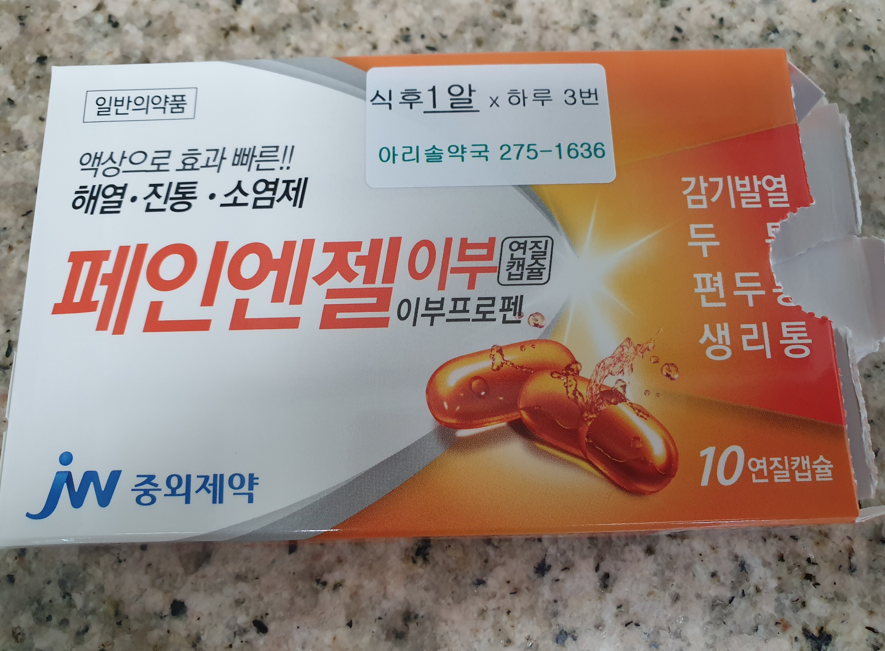 일반의약품
식후1알 x 하루 3번
아리솔약국 275-1636
액상으로 효과 빠른!!
해열·진통·소염제
페인엔젤 이부 연질캡슐
이부프로펜
감기발열
두
편두
생리통
10연질캡슐
JW 중외제약